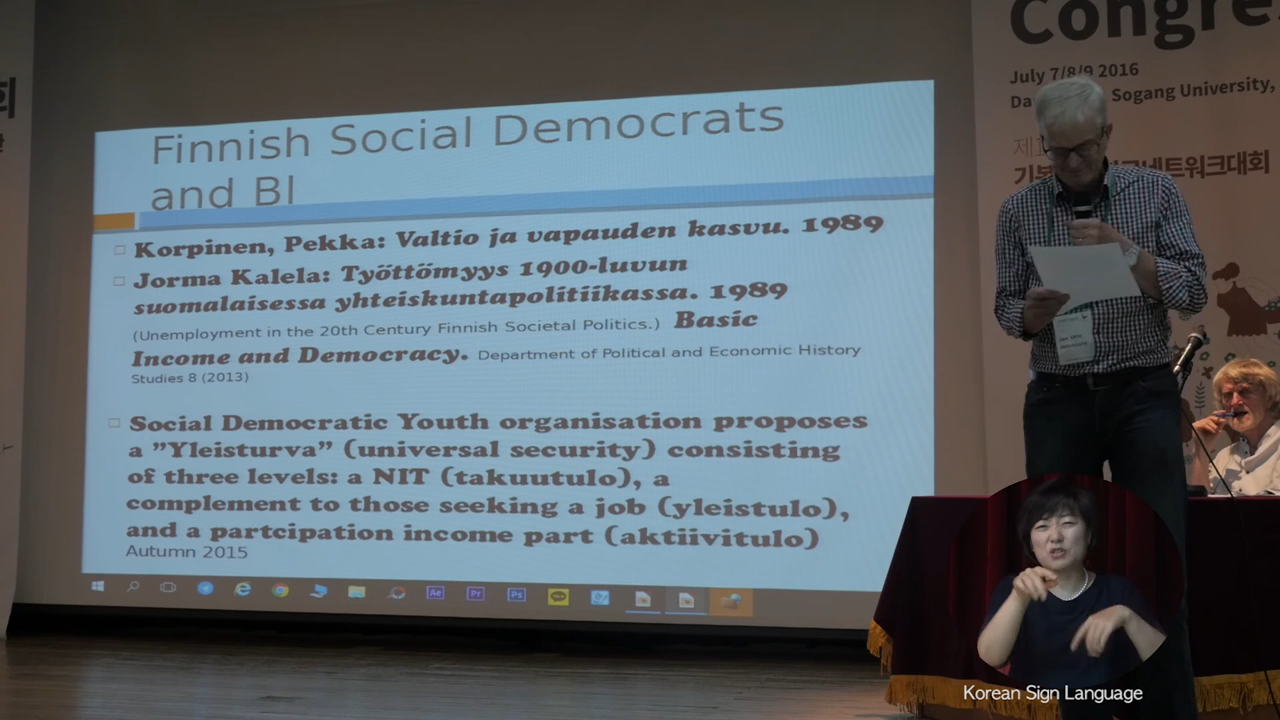 Finnish Social Democrats
and BI
Korpinen, Pekka: Valtio ja vapauden kasvu. 1989
Jorma Kalela: Työttömyys 1900-luvun
suomalaisessa yhteiskuntapolitiikassa. 1989
(Unemployment in the 20th Century Finnish Societal Politics.) Basic
Income and Democracy. Department of Political and Economic History
Studies 8 (2013)
Social Democratic Youth organisation proposes
a ”Yleisturva” (universal security) consisting
of three levels: a NIT (takuutulo), a
complement to those seeking a job (yleistulo),
and a partcipation income part (aktiivitulo)
Autumn 2015
Ae Pr Ps
회
Congre
July 7/8/9 2016
Sogang University,
Korean Sign Language